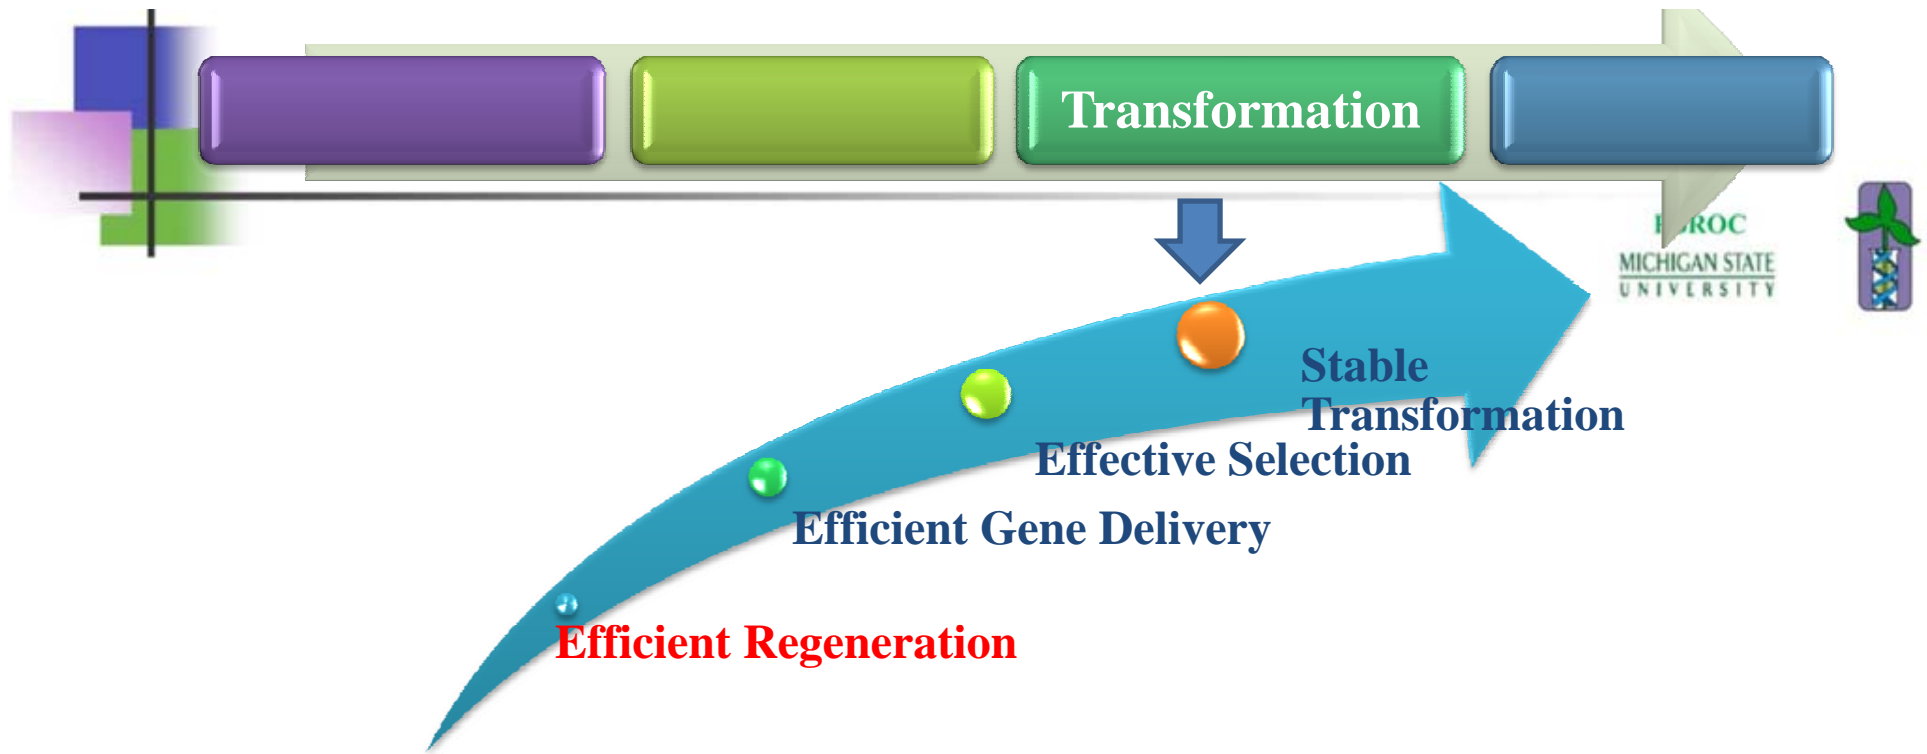 Transformation
MICHIGAN STATE
UNIVERSITY
Stable
Transformation
Effective Selection
Efficient Gene Delivery
Efficient Regeneration